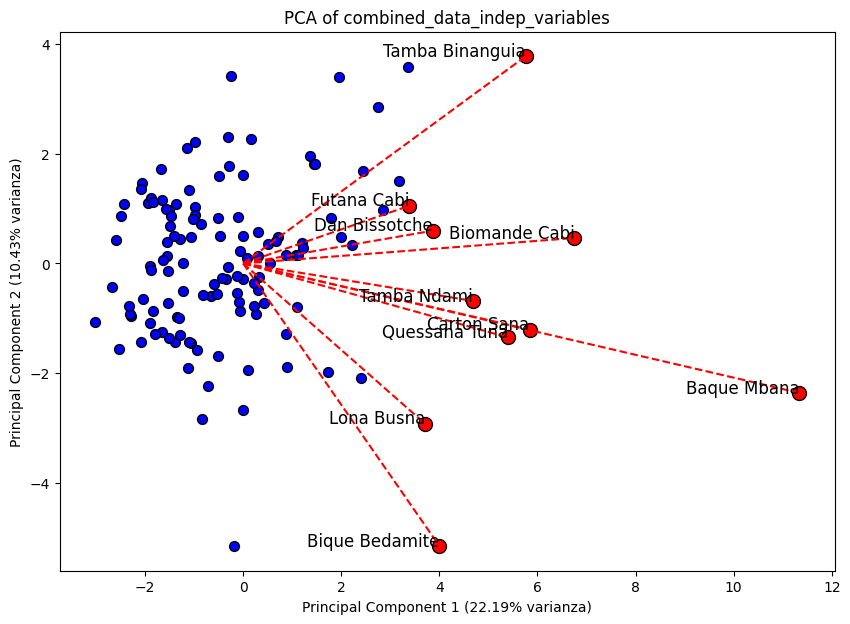 PCA of combined_data_indep_variables
4
2
0
−2
−4
Principal Component 2 (10.43% varianza)
Tamba Binanguia
Futana Cabi
Dan Bissotche
Biomande Cabi
Tamba Ndami
Carton Sana
Quessana Tuna
Baque Mbana
Lona Busna
Bique Bedamite
−2
0
2
4
6
8
10
12
Principal Component 1 (22.19% varianza)